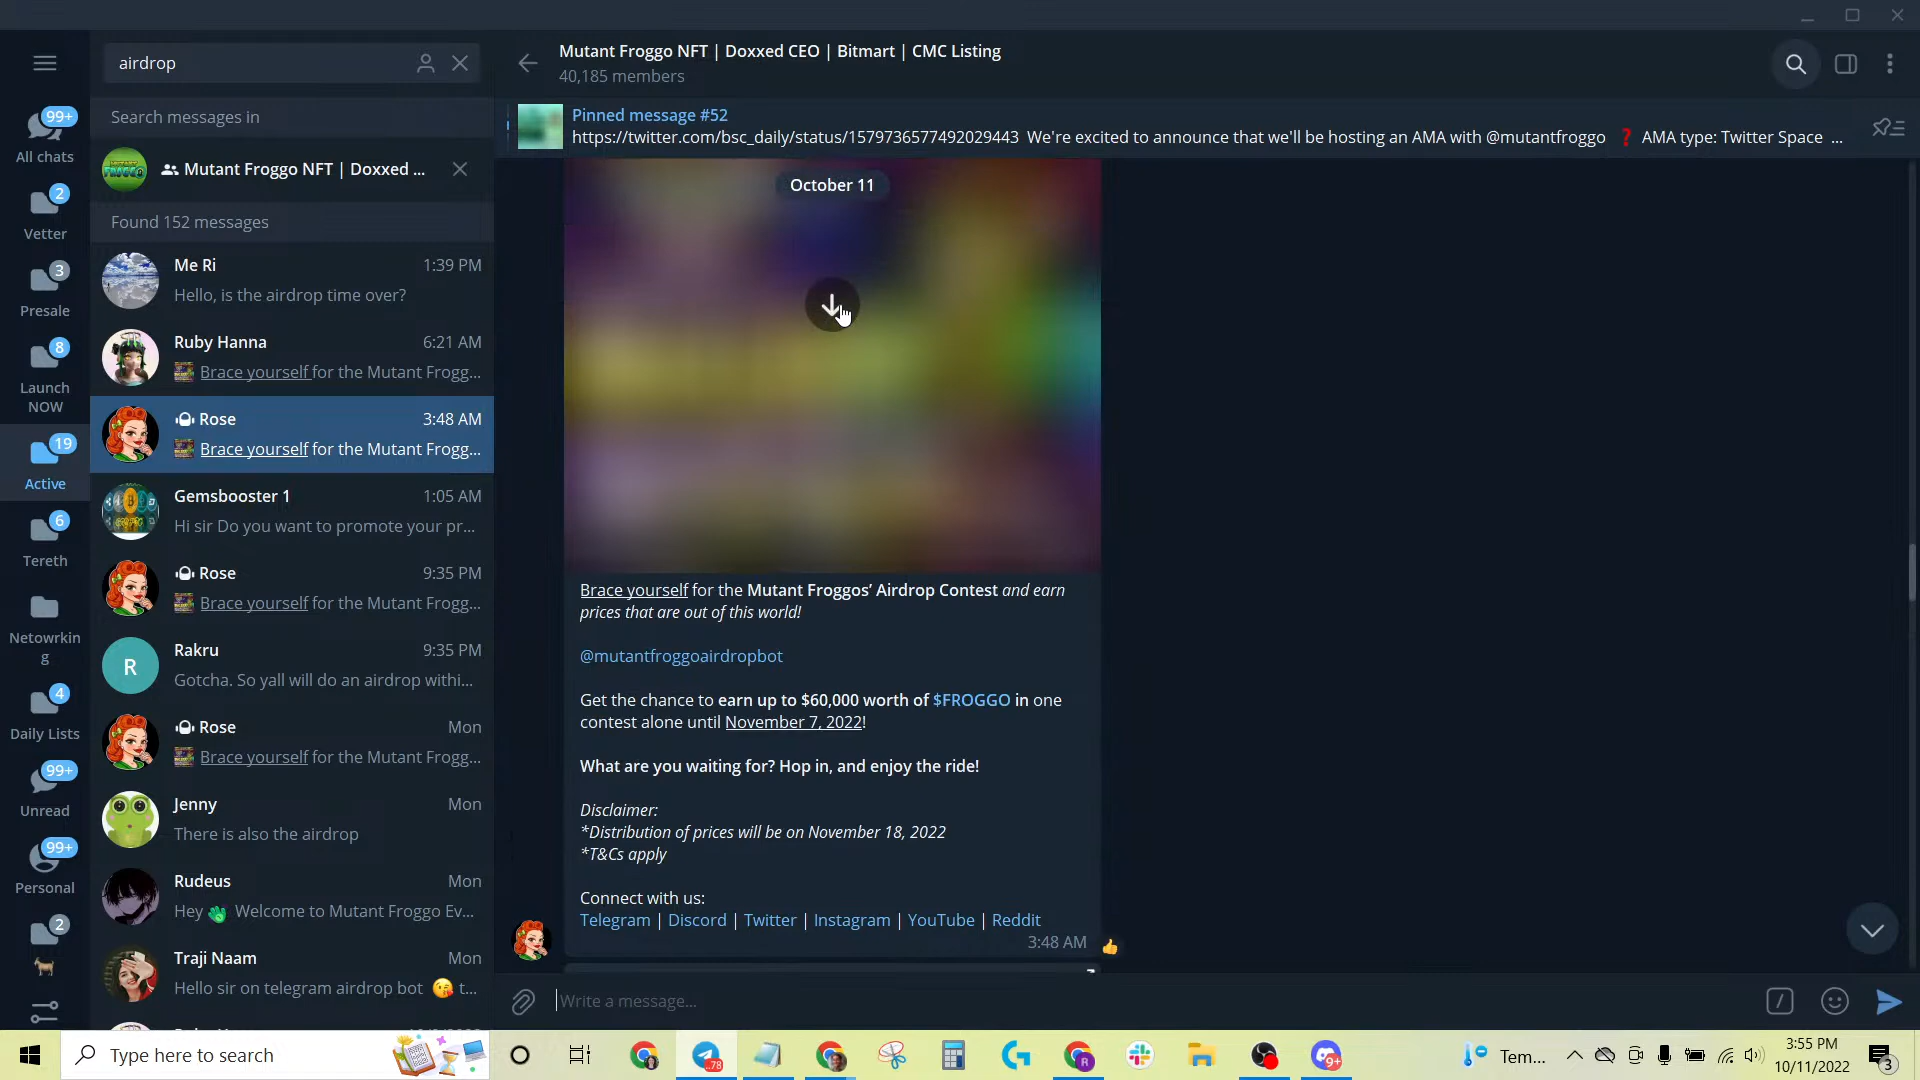 airdrop
Search messages in
Mutant Froggo NFT | Doxxed ...
Found 152 messages
Me Ri 1:39 PM
Hello, is the airdrop time over?
Ruby Hanna 6:21 AM
Brace yourself for the Mutant Frogg...
Rose 3:48 AM
Brace yourself for the Mutant Frogg...
Gemsbooster 1 1:05 AM
Hi sir Do you want to promote your pr...
Rose 9:35 PM
Brace yourself for the Mutant Frogg...
R
Rakru 9:35 PM
Gotcha. So yall will do an airdrop withi...
Rose Mon
Brace yourself for the Mutant Frogg...
Jenny Mon
There is also the airdrop
Rudeus Mon
Hey Welcome to Mutant Froggo Ev...
Traji Naam Mon
Hello sir on telegram airdrop bot t...
99+
All chats
2
Vetter
3
Presale
8
Launch
NOW
19
Active
6
Tereth
Netowrkin
g
4
Daily Lists
99+
Unread
99+
Personal
2
Mutant Froggo NFT | Doxxed CEO | Bitmart | CMC Listing
40,185 members
Pinned message #52
https://twitter.com/bsc_daily/status/1579736577492029443 We're excited to announce that we'll be hosting an AMA with @mutantfroggo ❓ AMA type: Twitter Space ...
October 11
Brace yourself for the Mutant Froggos’ Airdrop Contest and earn
prices that are out of this world!
@mutantfroggoairdropbot
Get the chance to earn up to $60,000 worth of $FROGGO in one
contest alone until November 7, 2022!
What are you waiting for? Hop in, and enjoy the ride!
Disclaimer:
*Distribution of prices will be on November 18, 2022
*T&Cs apply
Connect with us:
Telegram | Discord | Twitter | Instagram | YouTube | Reddit
3:48 AM
Write a message...
Type here to search
..78
9+
Tem...
3:55 PM
10/11/2022
3